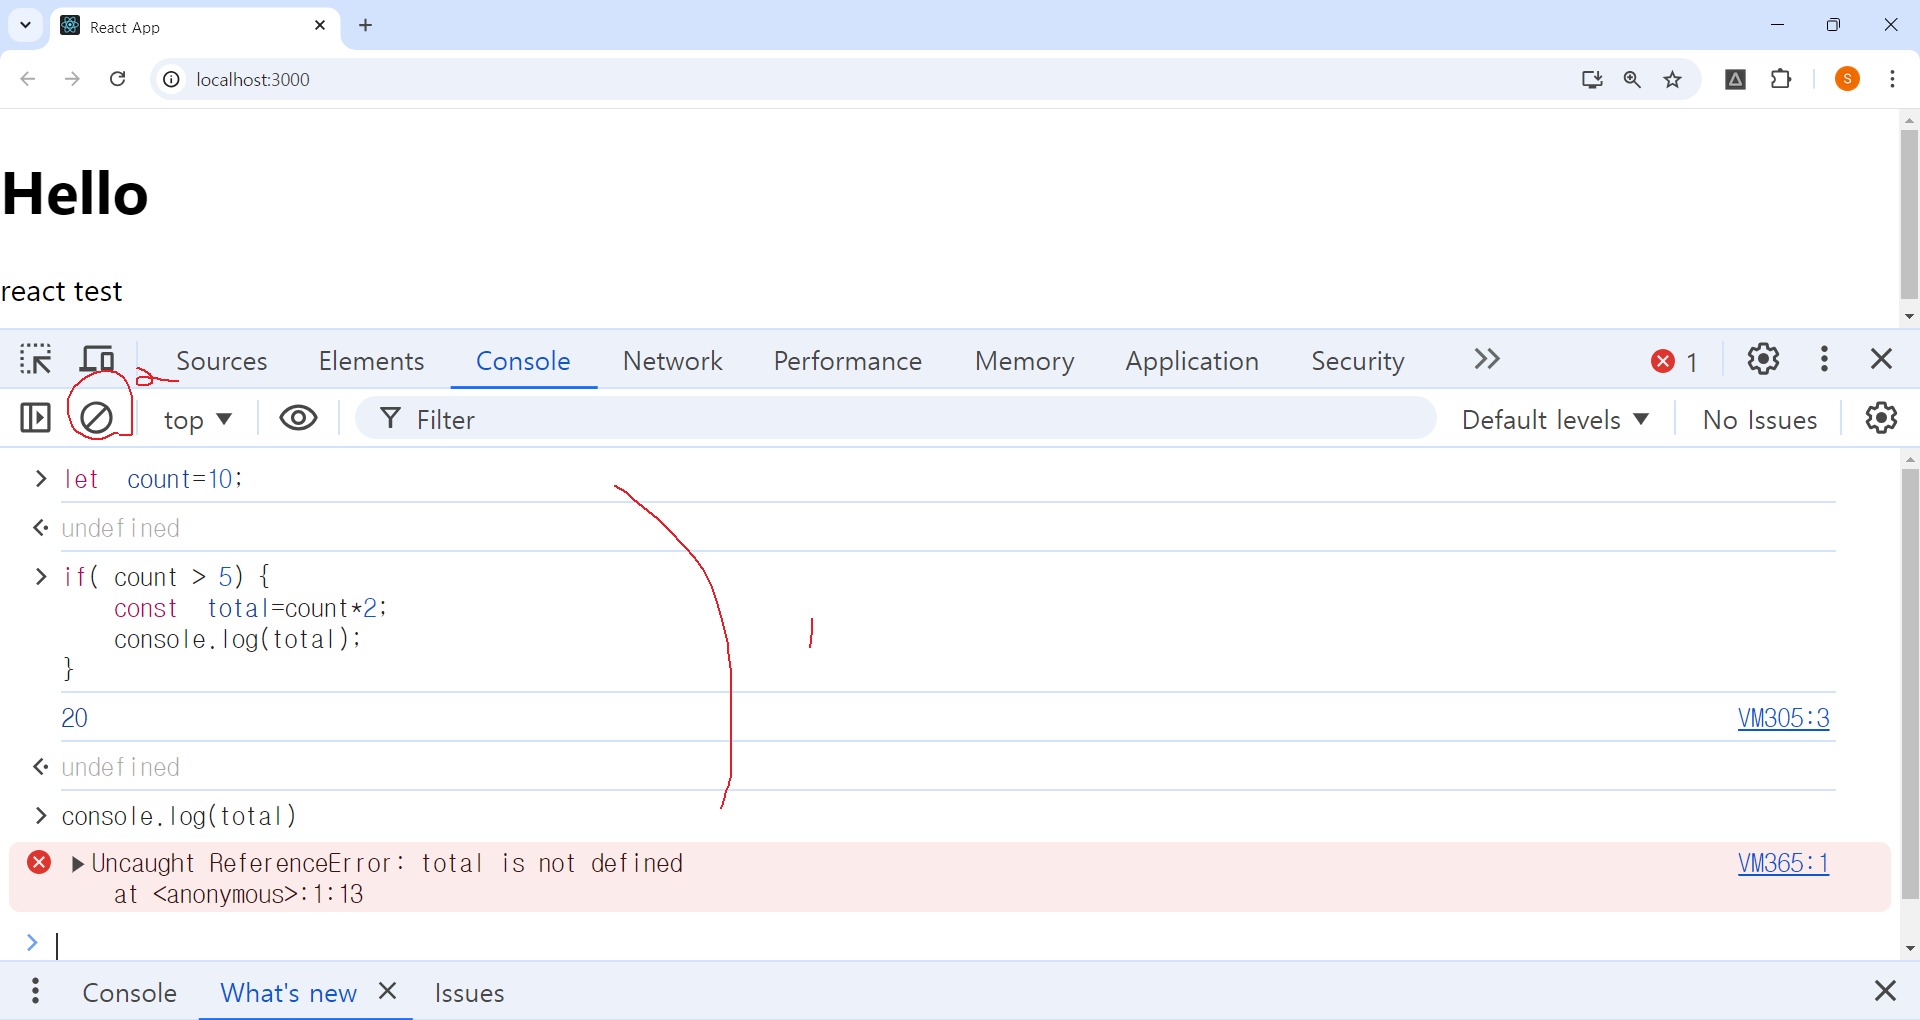 React App
localhost:3000
S
Hello
react test
Sources Elements Console Network Performance Memory Application Security 1
2
top Filter Default levels No Issues
let count=10;
undefined
if( count > 5) {
const total=count*2;
console.log(total);
}
1
20 VM305:3
undefined
console.log(total)
Uncaught ReferenceError: total is not defined VM365:1
at <anonymous>:1:13
Console What's new Issues